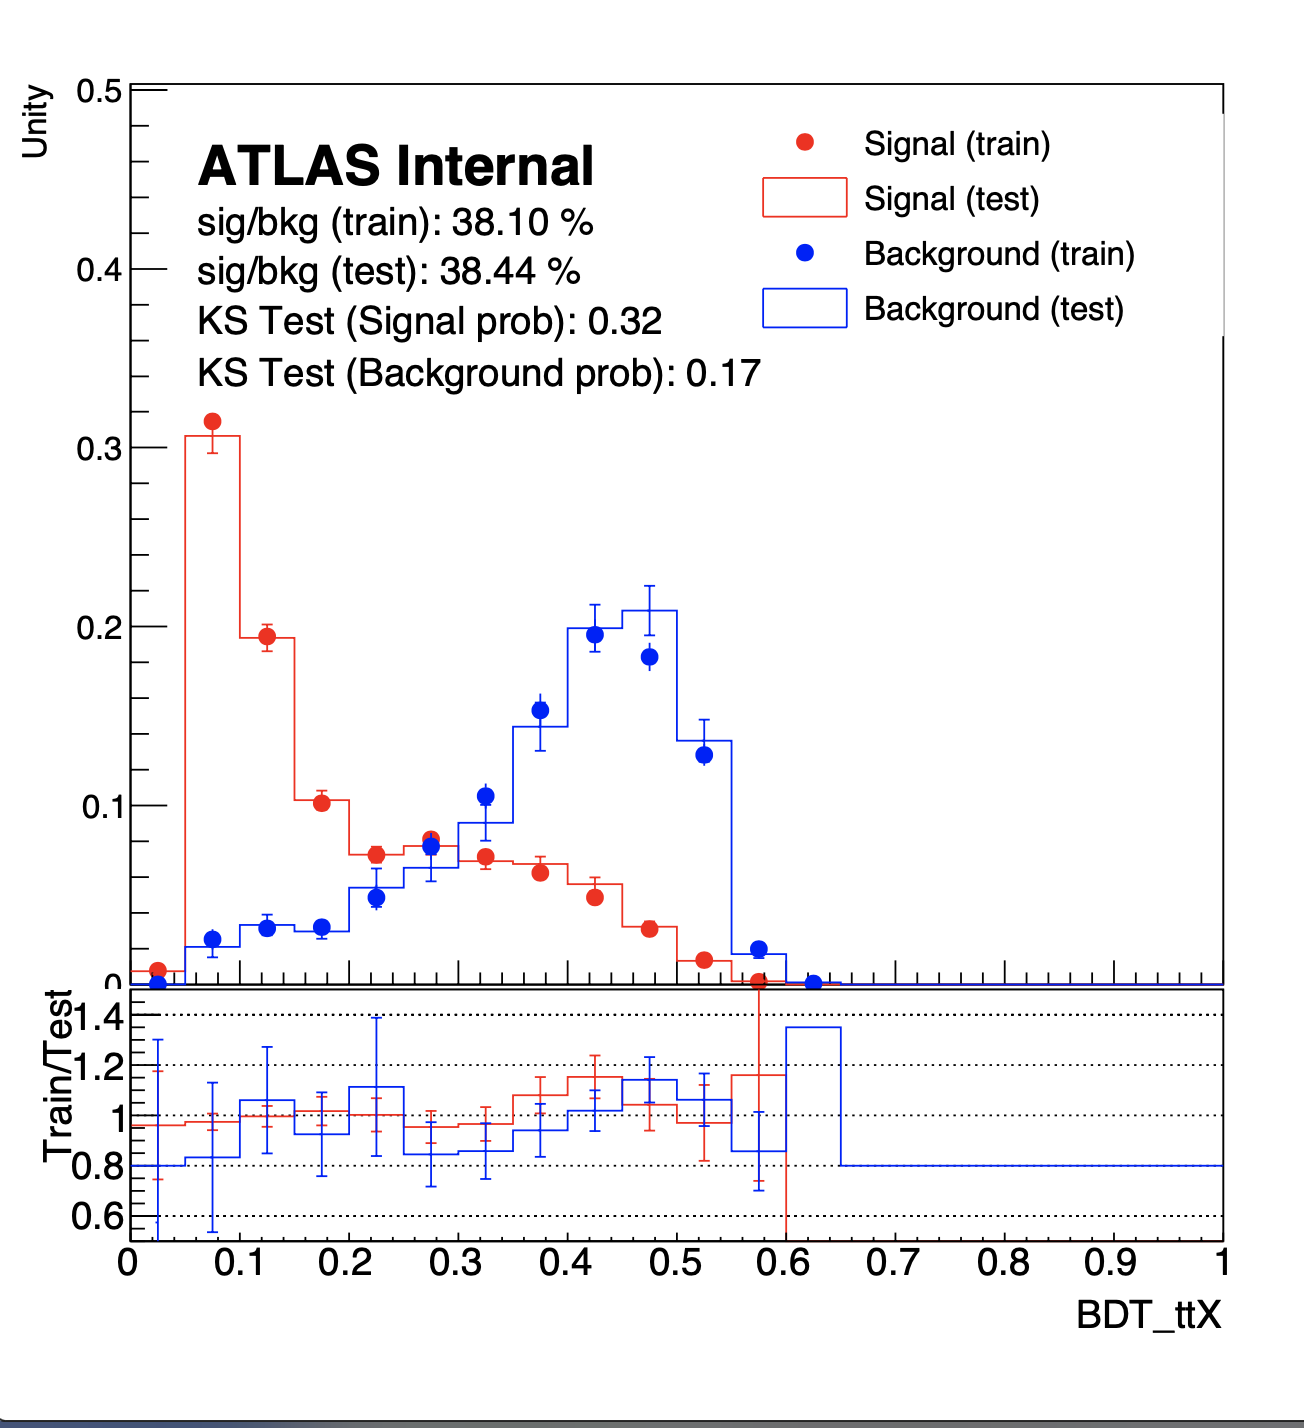 Unity
0.5
0.4
0.3
0.2
0.1
0
ATLAS Internal
sig/bkg (train): 38.10 %
sig/bkg (test): 38.44 %
KS Test (Signal prob): 0.32
KS Test (Background prob): 0.17
Signal (train)
Signal (test)
Background (train)
Background (test)
Train/Test
1.4
1.2
1
0.8
0.6
0 0.1 0.2 0.3 0.4 0.5 0.6 0.7 0.8 0.9 1
BDT_ttX